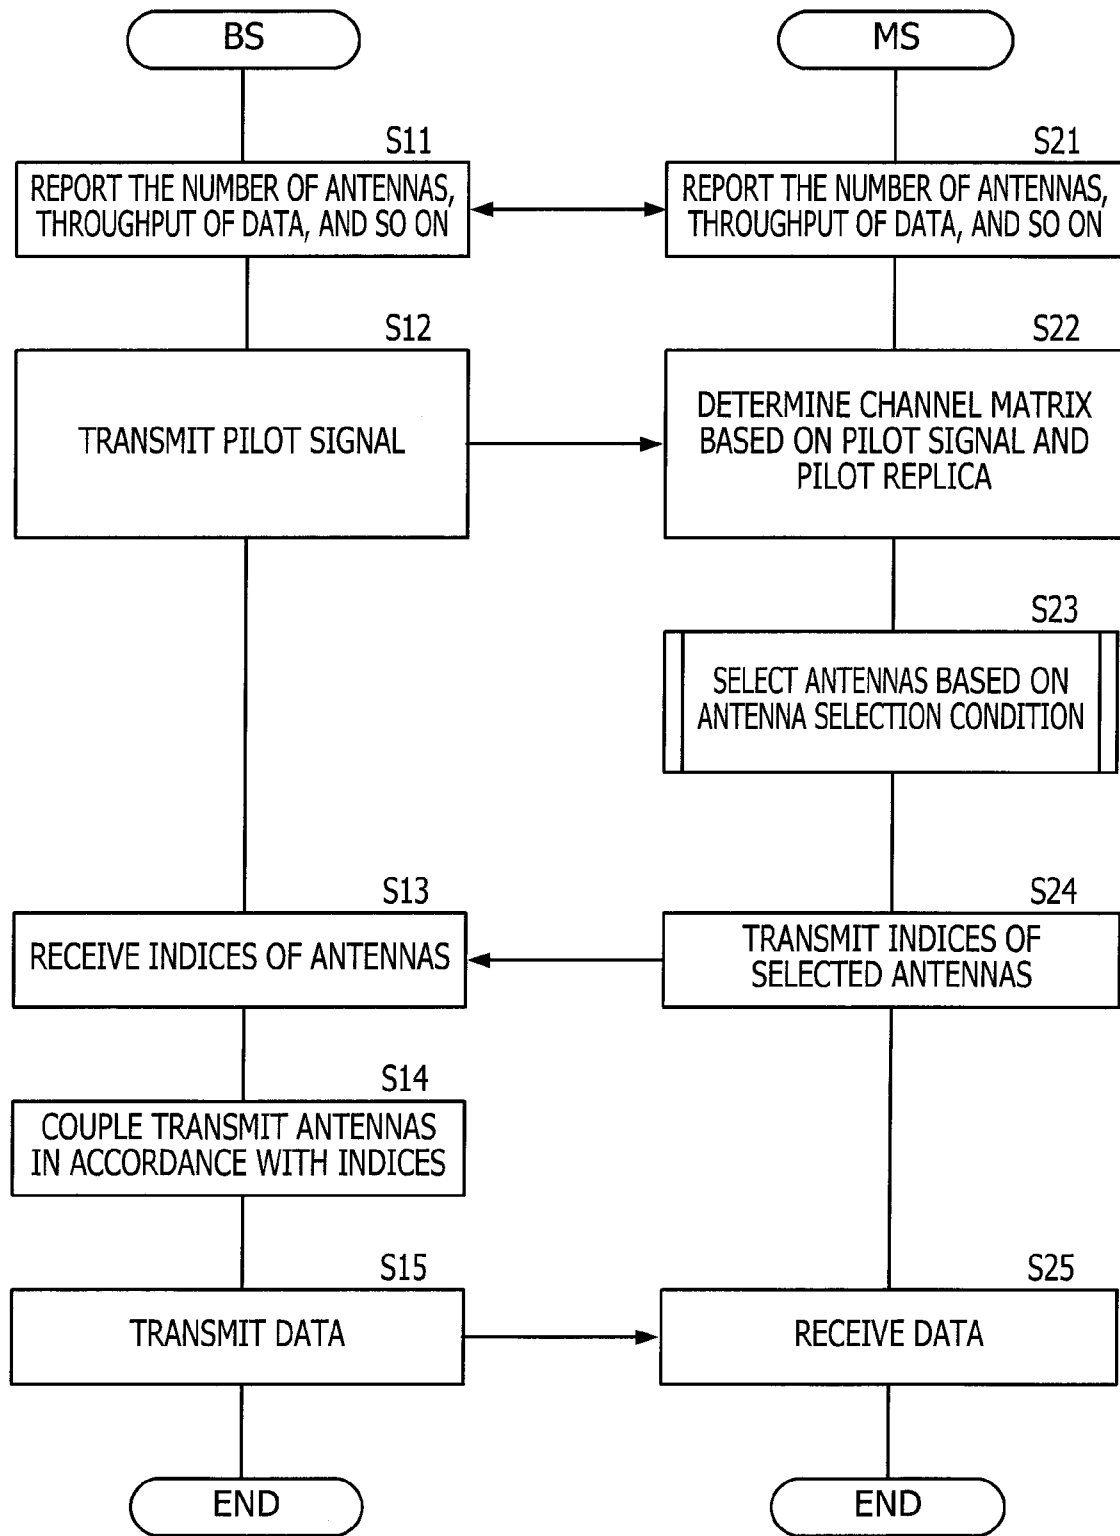 BS
MS
S11
S21
REPORT THE NUMBER OF ANTENNAS,
THROUGHPUT OF DATA, AND SO ON
REPORT THE NUMBER OF ANTENNAS,
THROUGHPUT OF DATA, AND SO ON
S12
S22
TRANSMIT PILOT SIGNAL
DETERMINE CHANNEL MATRIX
BASED ON PILOT SIGNAL AND
PILOT REPLICA
S23
SELECT ANTENNAS BASED ON
ANTENNA SELECTION CONDITION
S13
S24
RECEIVE INDICES OF ANTENNAS
TRANSMIT INDICES OF
SELECTED ANTENNAS
S14
COUPLE TRANSMIT ANTENNAS
IN ACCORDANCE WITH INDICES
S15
S25
TRANSMIT DATA
RECEIVE DATA
END
END